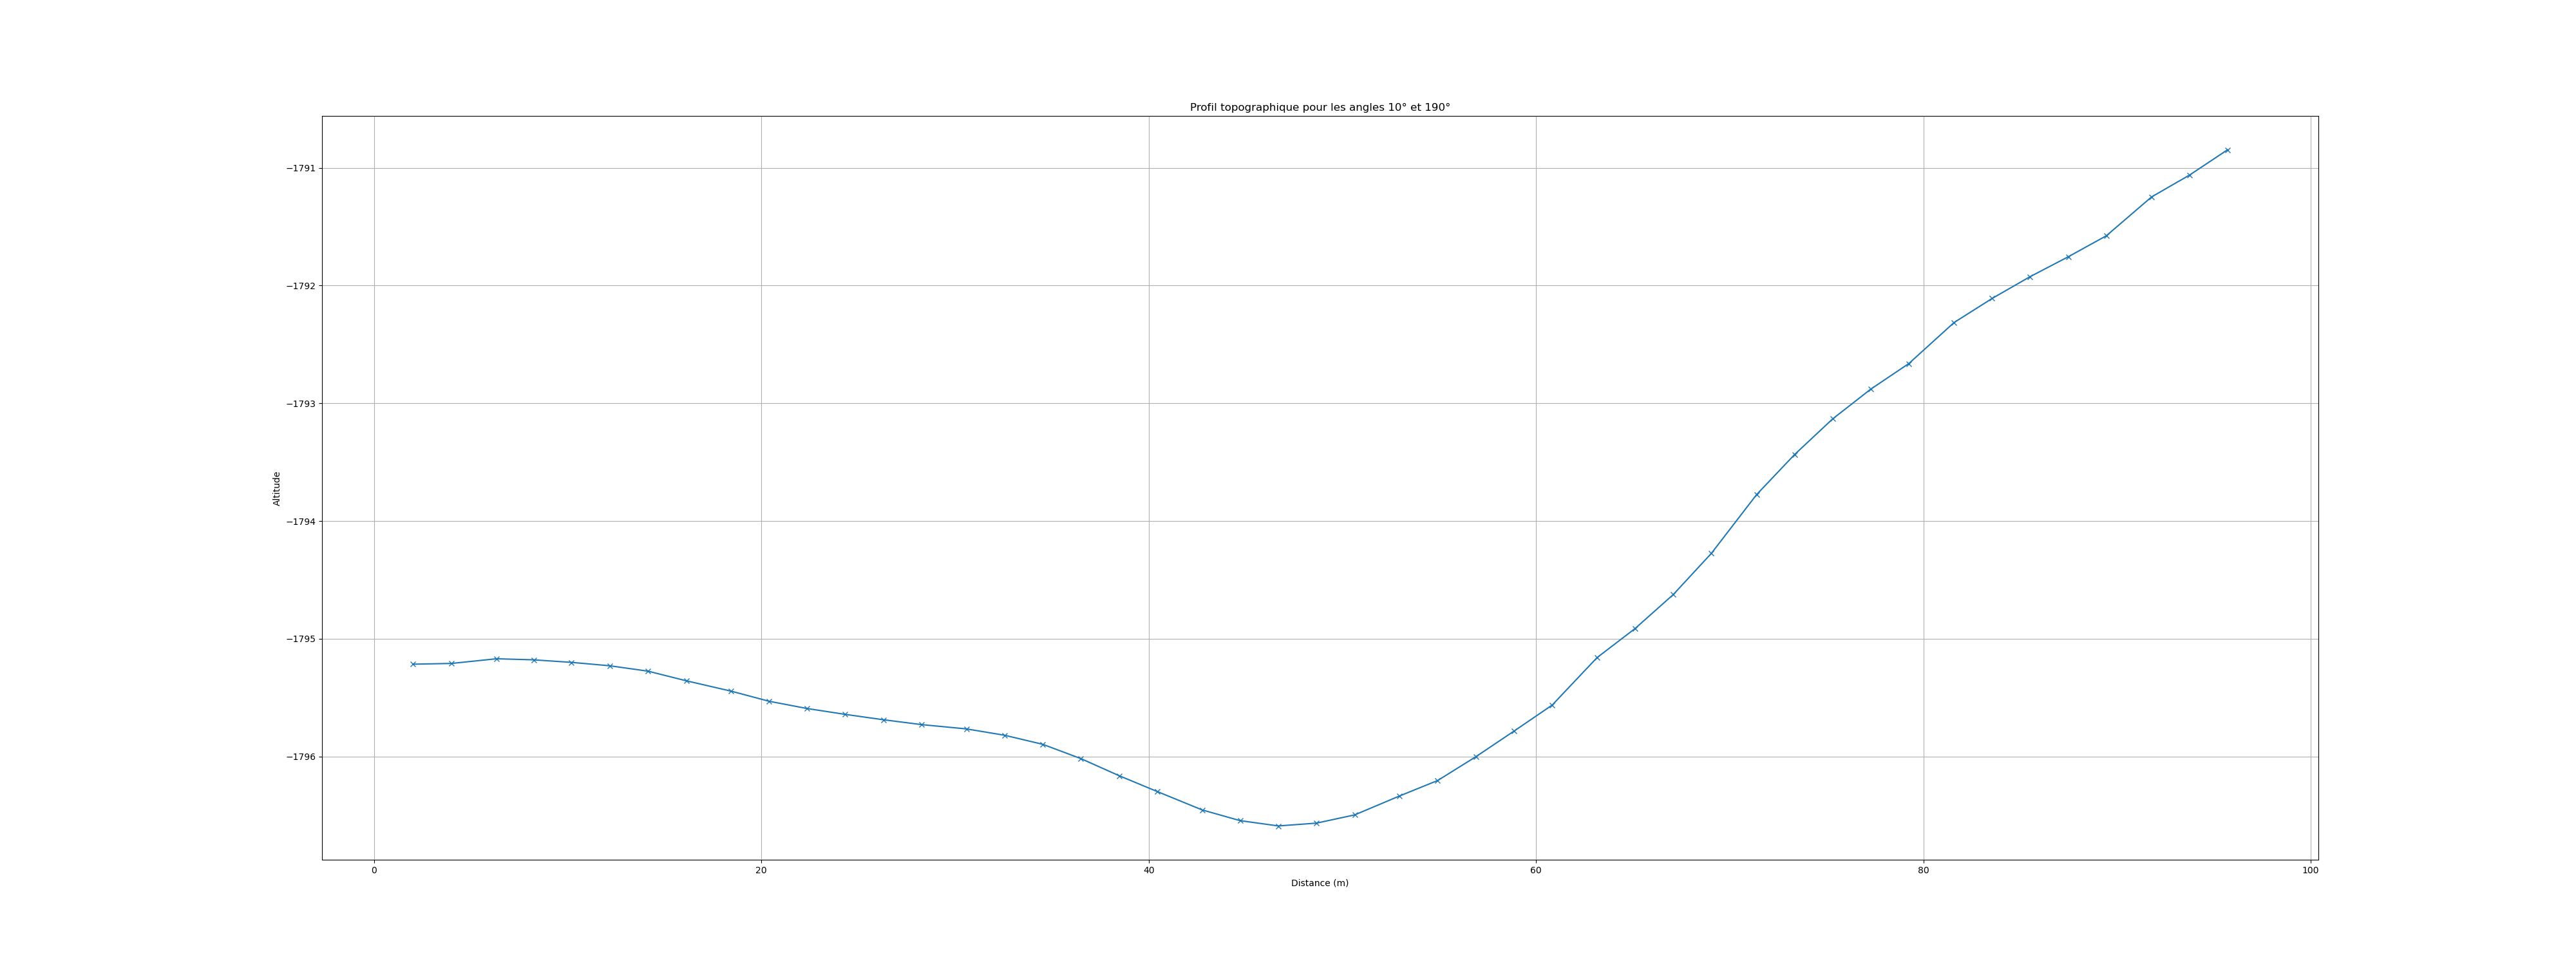 Profil topographique pour les angles 10° et 190°
−1791
−1792
−1793
−1794
−1795
−1796
Altitude
0 20 40 60 80 100
Distance (m)